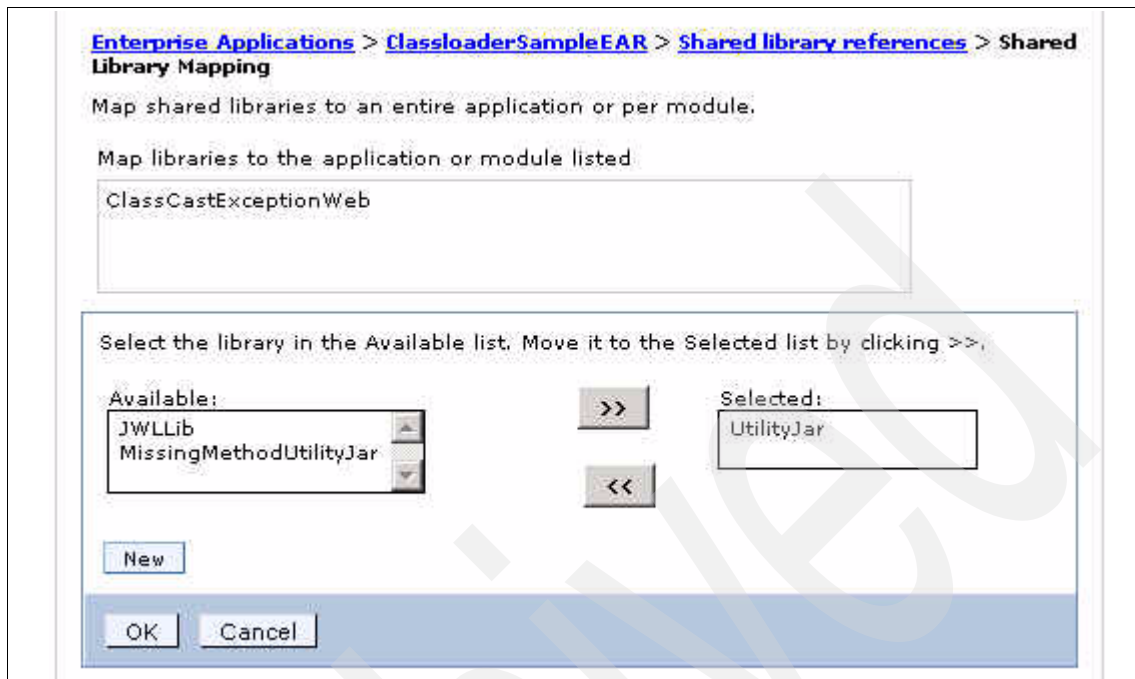 Enterprise Applications > ClassloaderSampleEAR > Shared library references > Shared
Library Mapping
Map shared libraries to an entire application or per module.
Map libraries to the application or module listed
ClassCastExceptionWeb
Select the library in the Available list. Move it to the Selected list by clicking >>.
Available:
JWLLib
MissingMethodUtilityJar
>>
<<
Selected:
UtilityJar
New
OK Cancel